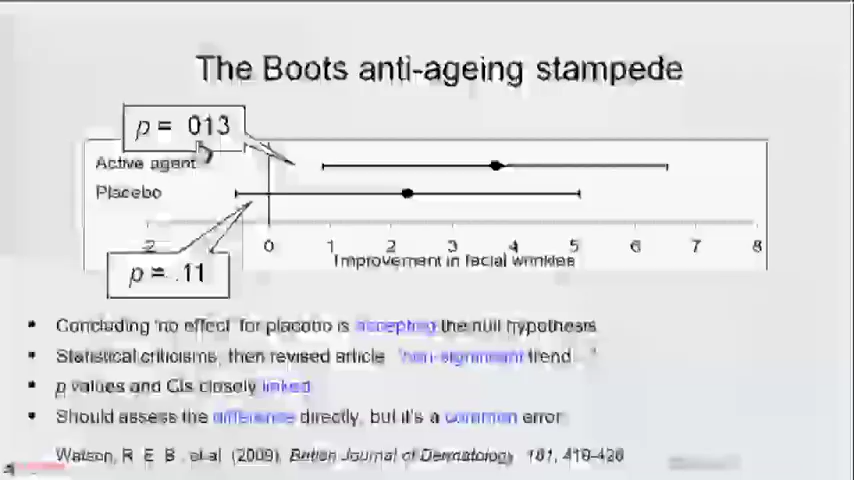 The Boots anti-ageing stampede
p = 013
Active agent
Placebo
-2 0 1 2 3 4 5 6 7 8
Improvement in facial wrinkles
p = .11
• Concluding 'no effect' for placebo is accepting the null hypothesis
• Statistical criticisms, then revised article 'non-significant trend...'
• p values and CIs closely linked
• Should assess the difference directly, but it's a common error
Watson, R E B, et al (2009). British Journal of Dermatology 161, 419-426